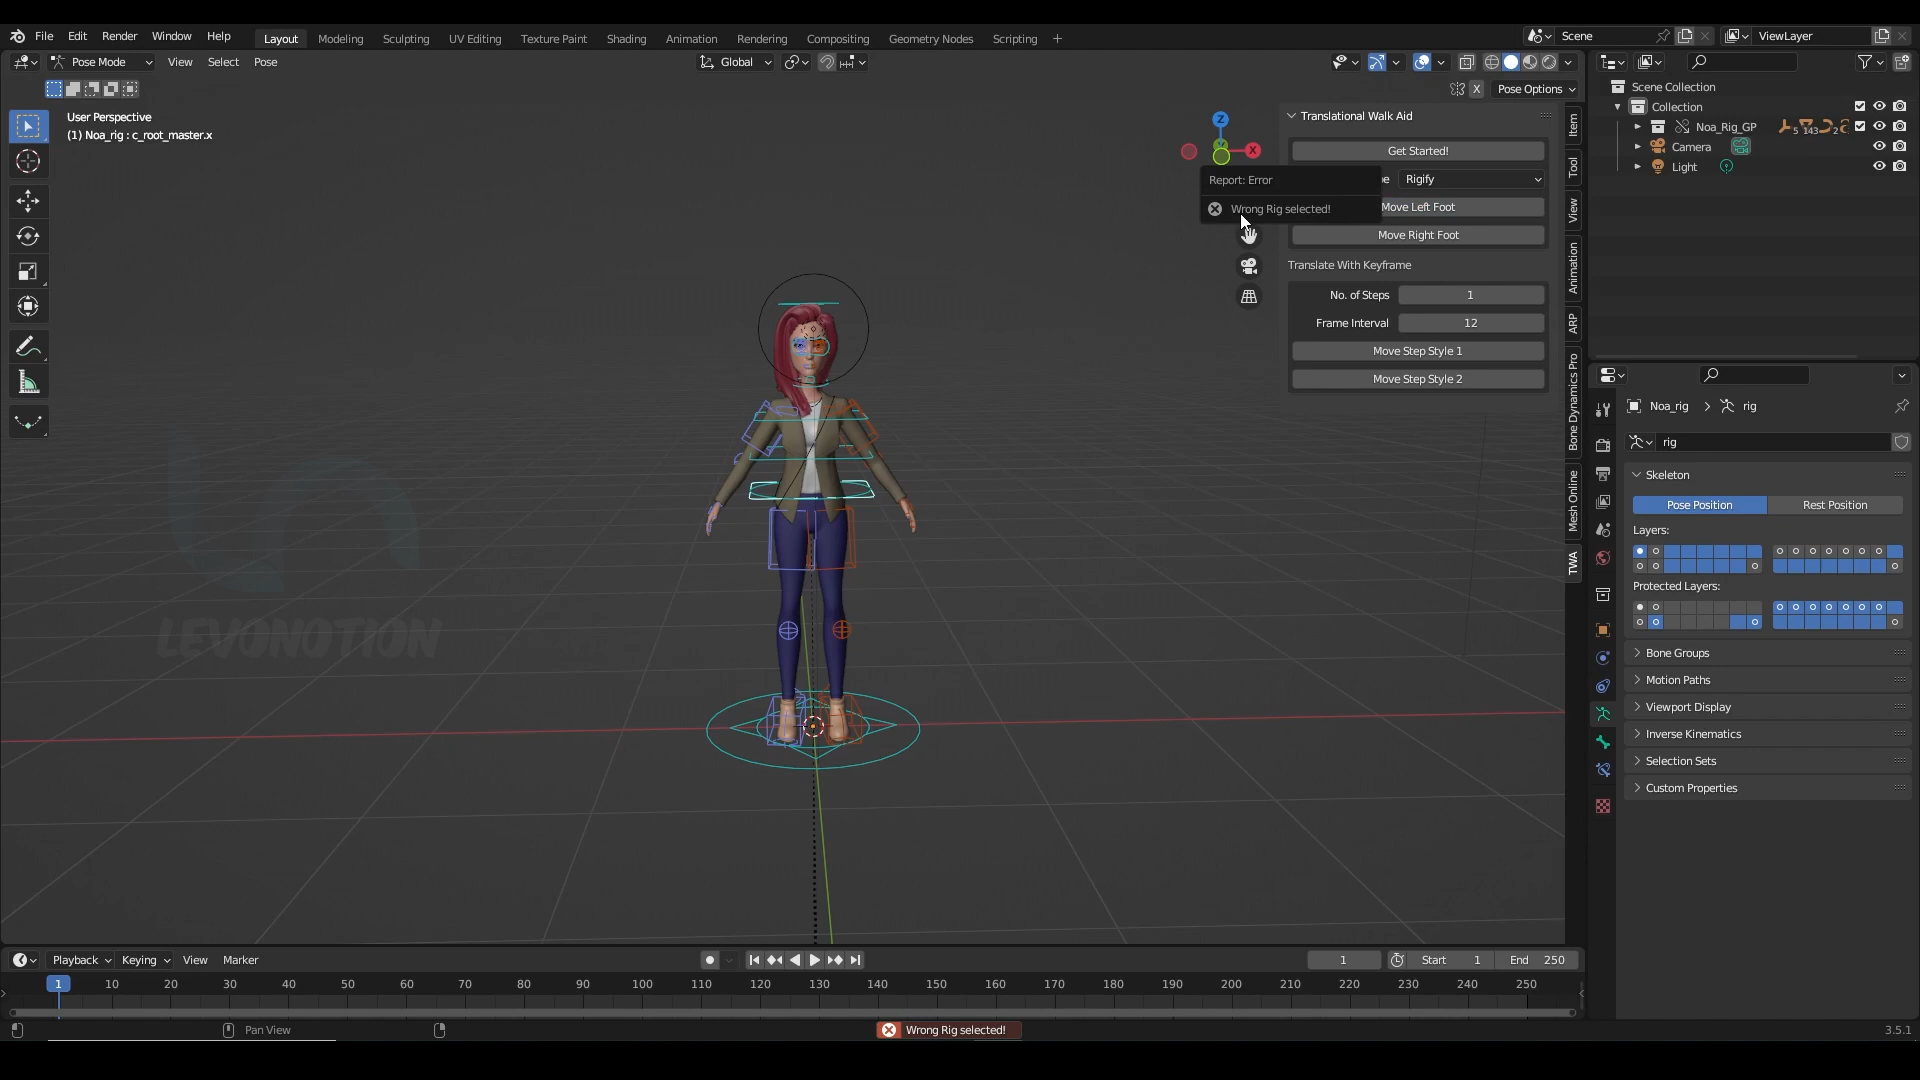 File Edit Render Window Help
Layout Modeling Sculpting UV Editing Texture Paint Shading Animation Rendering Compositing Geometry Nodes Scripting +
Scene
ViewLayer
Pose Mode View Select Pose
Global
X Pose Options
User Perspective
(1) Noa_rig : c_root_master.x
Z
X
Translational Walk Aid
Get Started!
Report: Error
Rigify
Wrong Rig selected!
Move Left Foot
Move Right Foot
Translate With Keyframe
No. of Steps 1
Frame Interval 12
Move Step Style 1
Move Step Style 2
Item
Tool
View
Animation
ARP
Bone Dynamics Pro
Mesh Online
TWA
Scene Collection
Collection
Noa_Rig_GP 5 143 2
Camera
Light
Noa_rig > rig
rig
Skeleton
Pose Position Rest Position
Layers:
Protected Layers:
Bone Groups
Motion Paths
Viewport Display
Inverse Kinematics
Selection Sets
Custom Properties
LEVONOTION
Playback Keying View Marker
1 Start 1 End 250
1 10 20 30 40 50 60 70 80 90 100 110 120 130 140 150 160 170 180 190 200 210 220 230 240 250
Pan View
Wrong Rig selected!
3.5.1